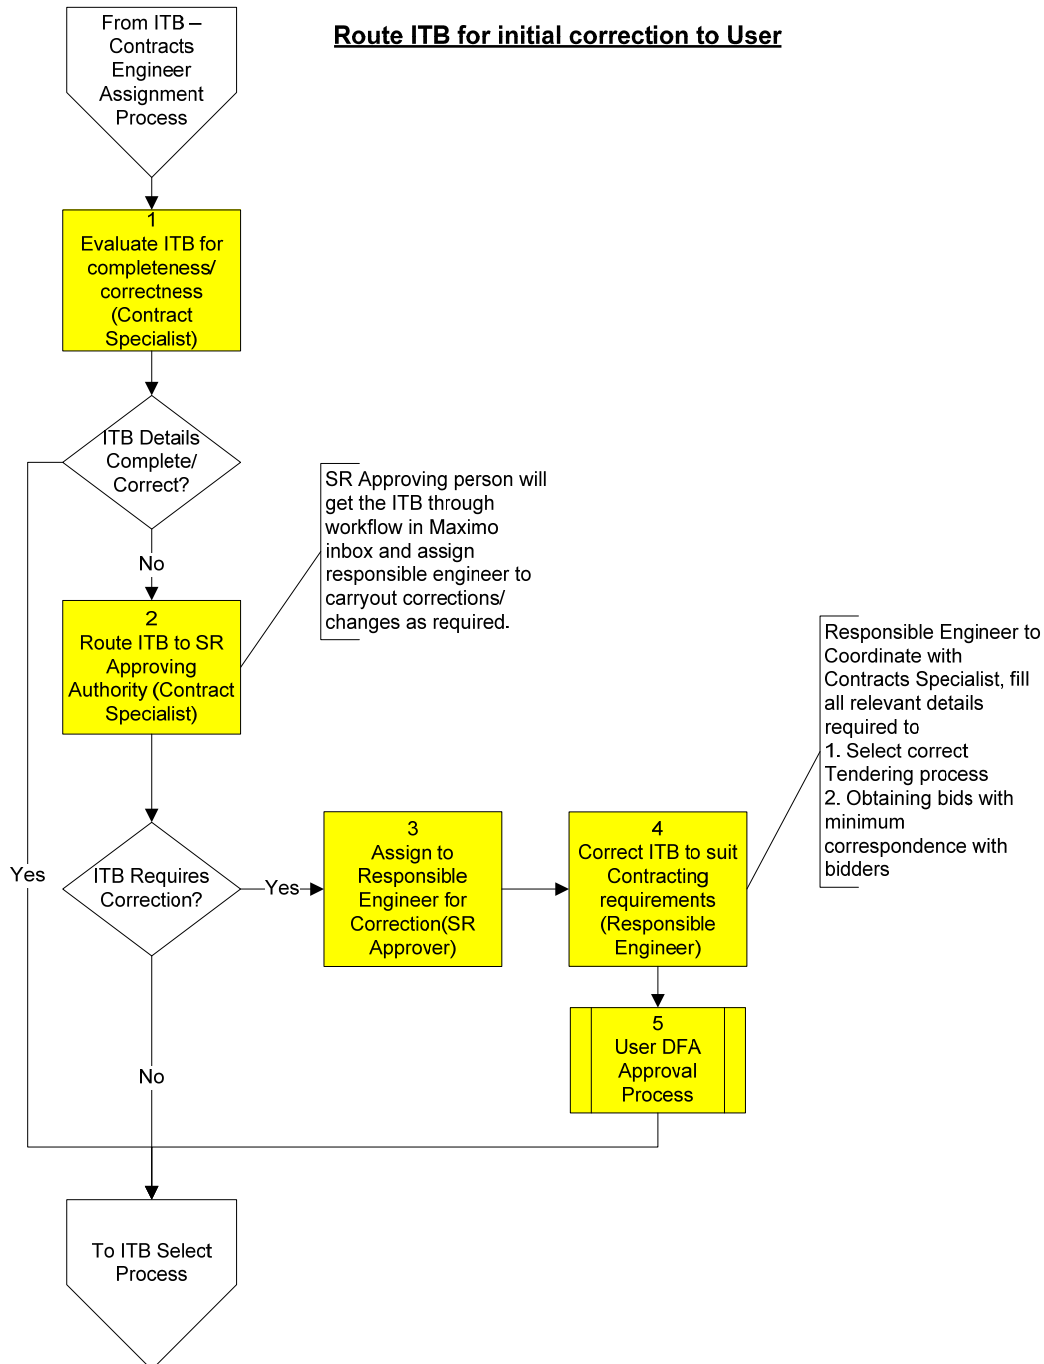 From ITB –
Contracts
Engineer
Assignment
Process
Route ITB for initial correction to User
1
Evaluate ITB for
completeness/
correctness
(Contract
Specialist)
ITB Details
Complete/
Correct?
SR Approving person will
get the ITB through
workflow in Maximo
inbox and assign
responsible engineer to
carryout corrections/
changes as required.
No
2
Route ITB to SR
Approving
Authority (Contract
Specialist)
Responsible Engineer to
Coordinate with
Contracts Specialist, fill
all relevant details
required to
1. Select correct
Tendering process
2. Obtaining bids with
minimum
correspondence with
bidders
Yes
ITB Requires
Correction?
Yes
3
Assign to
Responsible
Engineer for
Correction(SR
Approver)
4
Correct ITB to suit
Contracting
requirements
(Responsible
Engineer)
5
User DFA
Approval
Process
No
To ITB Select
Process